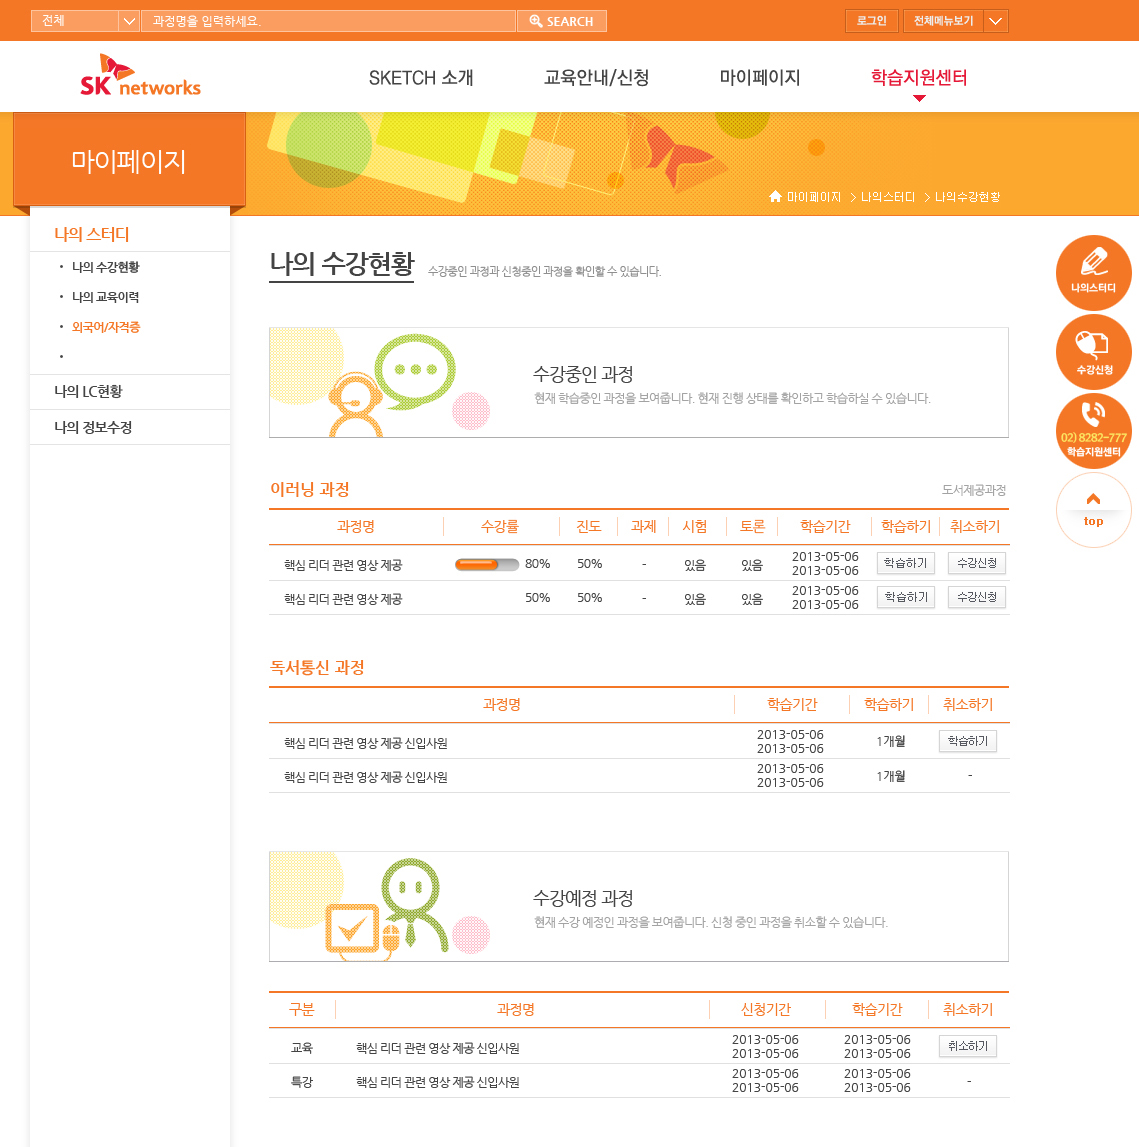 전체
과정명을 입력하세요.
SEARCH
로그인
전체메뉴보기
SK networks
SKETCH 소개
교육안내/신청
마이페이지
학습지원센터
마이페이지
마이페이지 > 나의스터디 > 나의수강현황
나의 스터디
나의 수강현황
나의 교육이력
외국어/자격증
나의 LC현황
나의 정보수정
나의 수강현황
수강중인 과정과 신청중인 과정을 확인할 수 있습니다.
나의스터디
수강신청
02) 8282-777
학습지원센터
top
수강중인 과정
현재 학습중인 과정을 보여줍니다. 현재 진행 상태를 확인하고 학습하실 수 있습니다.
이러닝 과정
도서제공과정
과정명 수강률 진도 과제 시험 토론 학습기간 학습하기 취소하기
핵심 리더 관련 영상 제공 80% 50% - 있음 있음 2013-05-06 학습하기 수강신청
2013-05-06
핵심 리더 관련 영상 제공 50% 50% - 있음 있음 2013-05-06 학습하기 수강신청
2013-05-06
독서통신 과정
과정명 학습기간 학습하기 취소하기
핵심 리더 관련 영상 제공 신입사원 2013-05-06 1개월 학습하기
2013-05-06
핵심 리더 관련 영상 제공 신입사원 2013-05-06 1개월 -
2013-05-06
수강예정 과정
현재 수강 예정인 과정을 보여줍니다. 신청 중인 과정을 취소할 수 있습니다.
구분 과정명 신청기간 학습기간 취소하기
교육 핵심 리더 관련 영상 제공 신입사원 2013-05-06 2013-05-06 취소하기
2013-05-06 2013-05-06
특강 핵심 리더 관련 영상 제공 신입사원 2013-05-06 2013-05-06 -
2013-05-06 2013-05-06